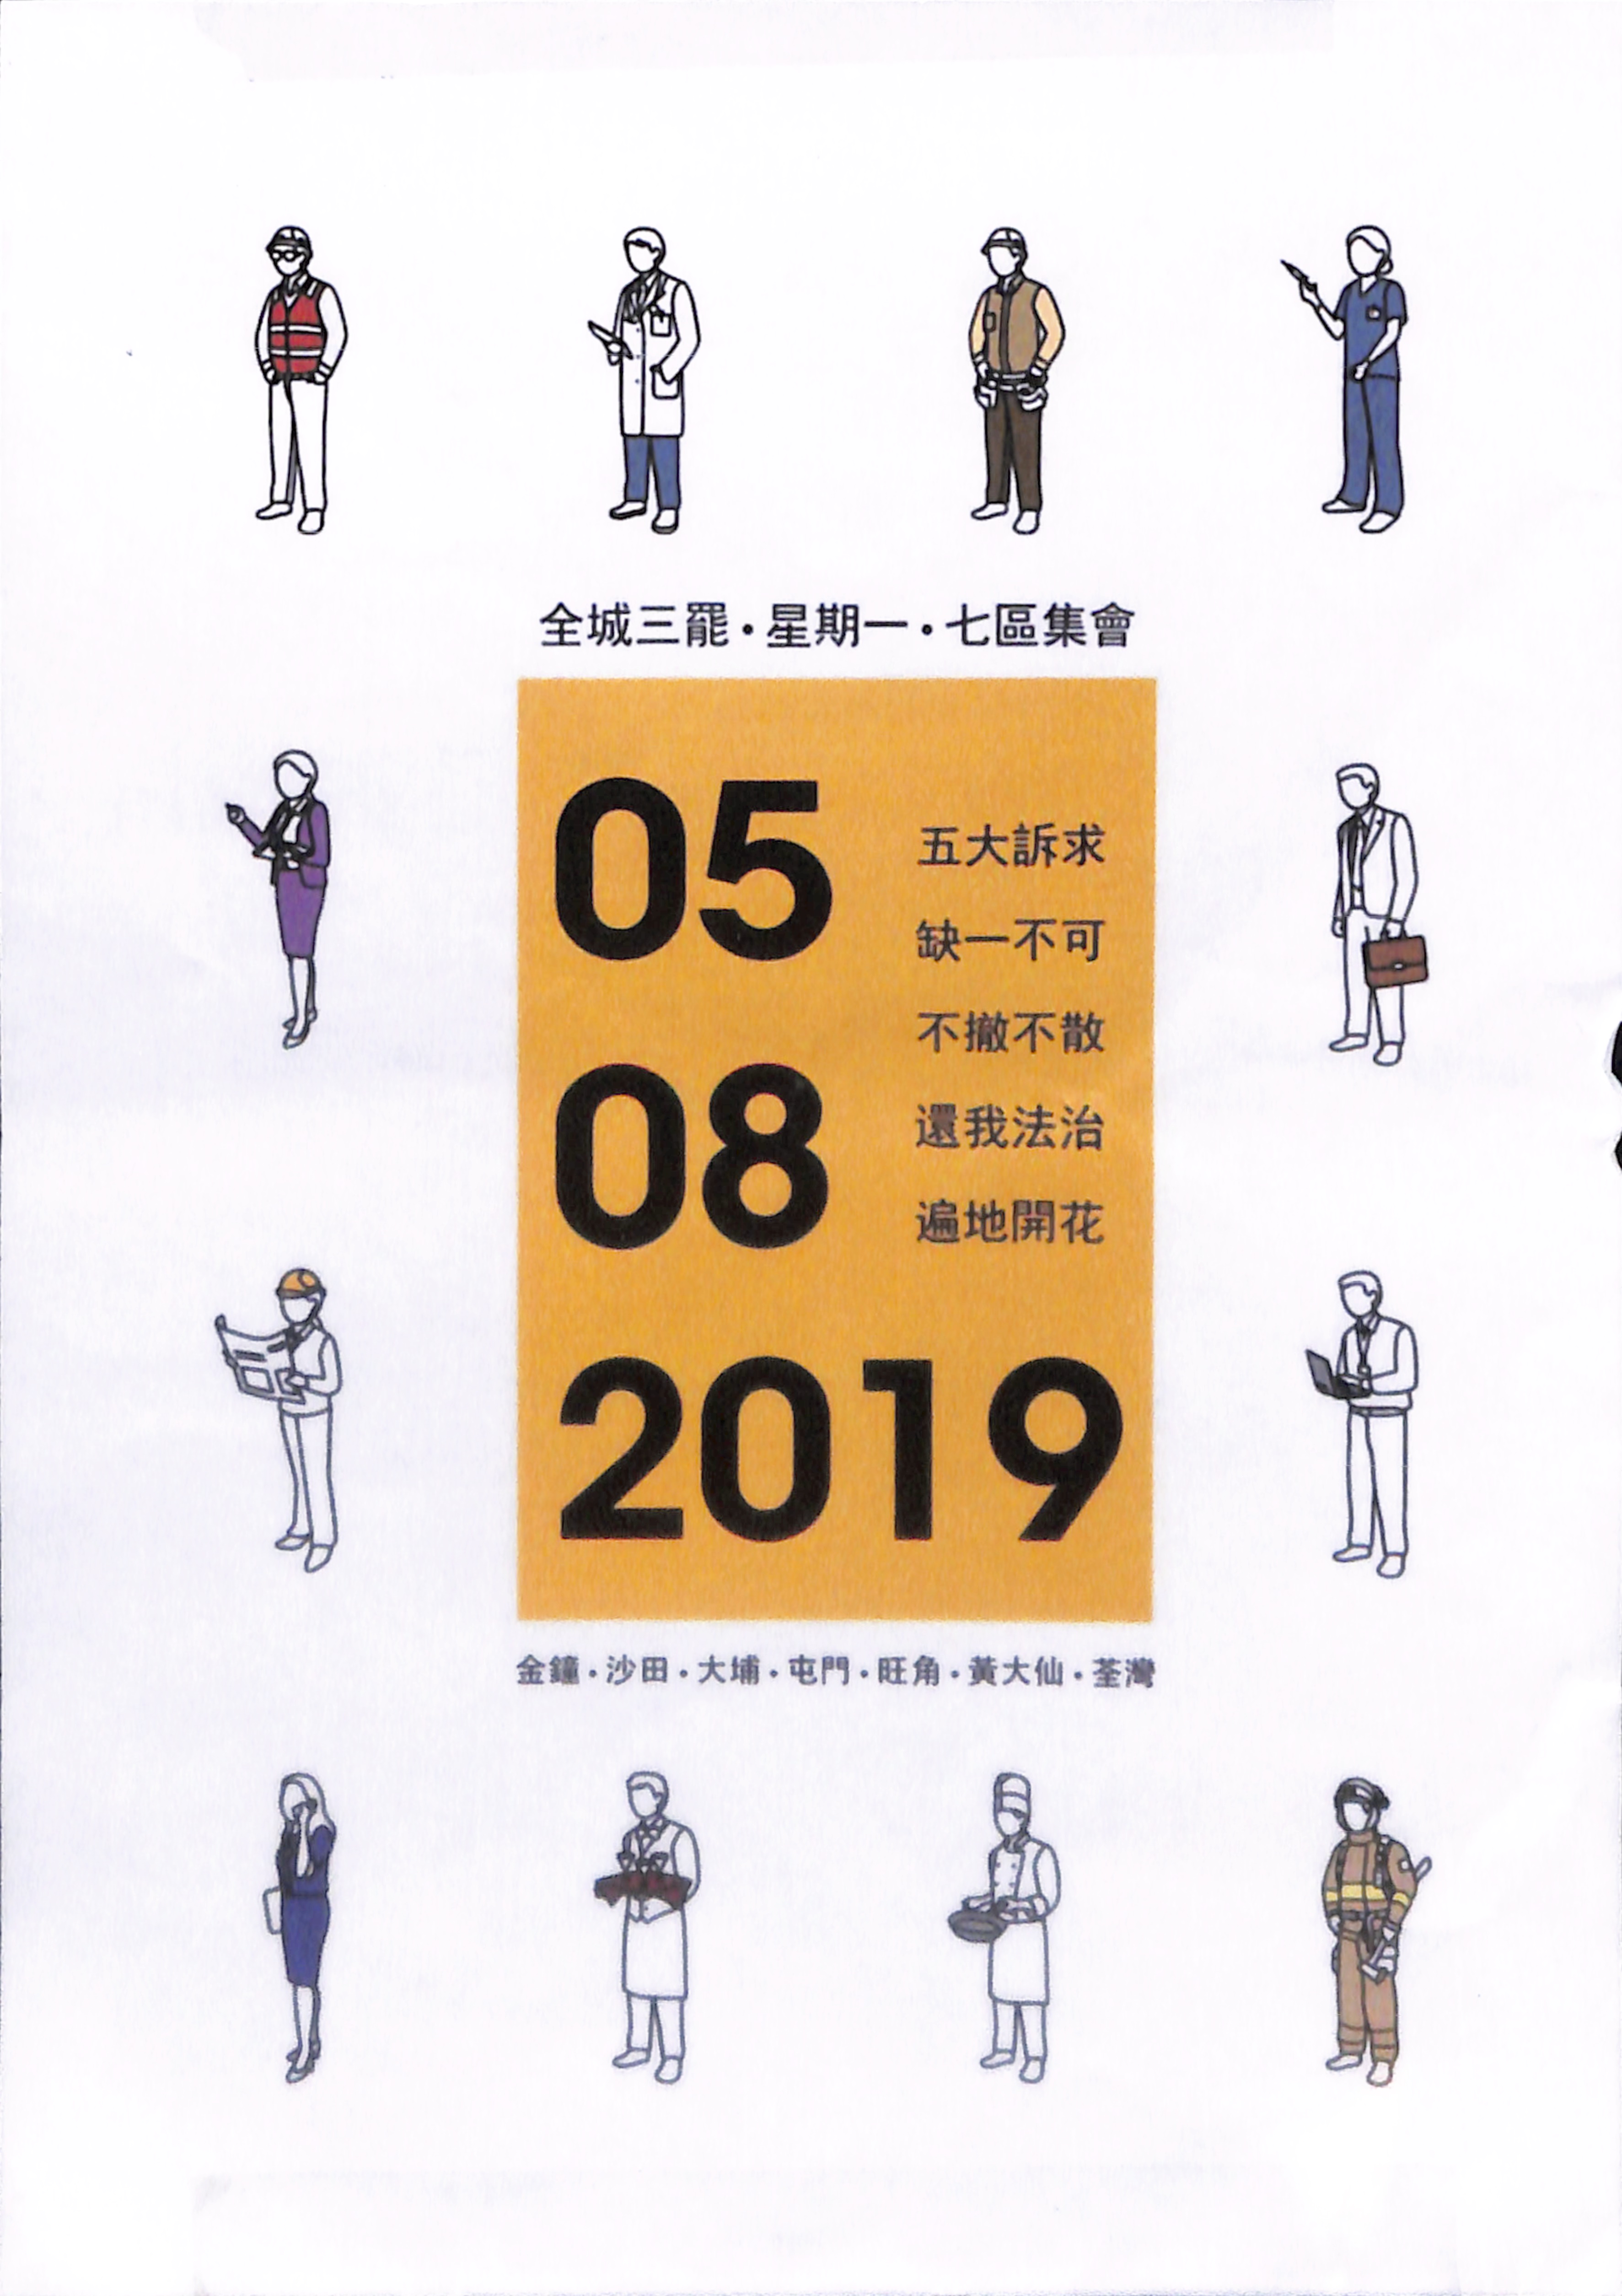 全城三罷・星期一・七區集會
05
五大訴求
缺一不可
不撤不散
08
還我法治
遍地開花
2019
金鐘・沙田・大埔・屯門・旺角・黃大仙・荃灣